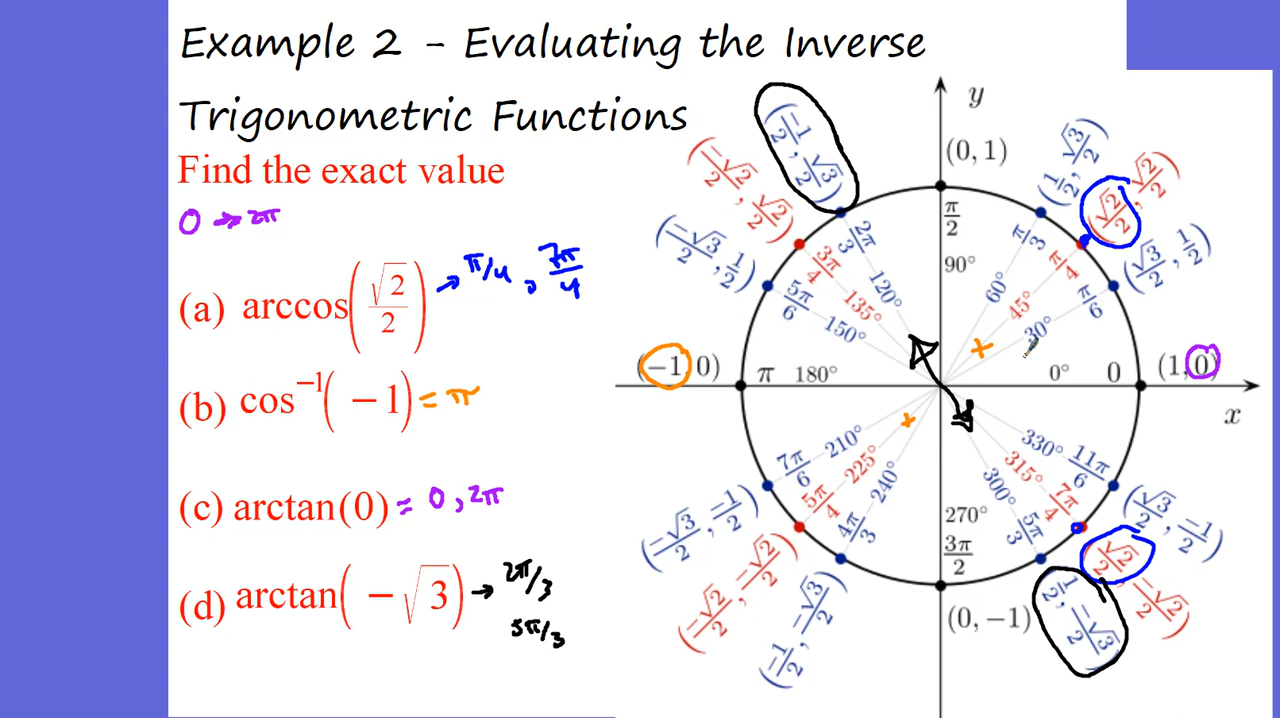 Example 2 - Evaluating the Inverse
Trigonometric Functions
Find the exact value
0 → 2π
(a) arccos(√2/2) → π/4, 7π/4
(b) cos⁻¹(-1) = π
(c) arctan(0) = 0, 2π
(d) arctan(-√3) → 2π/3
5π/3
y
(0, 1)
(-1/2, √3/2)
(1/2, √3/2)
(-√2/2, √2/2)
(√2/2, √2/2)
(-√3/2, 1/2)
(√3/2, 1/2)
π/2
90°
2π/3
120°
π/3
60°
3π/4
135°
π/4
45°
5π/6
150°
π/6
30°
(-1, 0)
π
180°
0°
0
(1, 0)
x
7π/6
210°
330°
11π/6
5π/4
225°
315°
7π/4
4π/3
240°
300°
5π/3
270°
3π/2
(-√3/2, -1/2)
(√3/2, -1/2)
(-√2/2, -√2/2)
(√2/2, -√2/2)
(-1/2, -√3/2)
(1/2, -√3/2)
(0, -1)